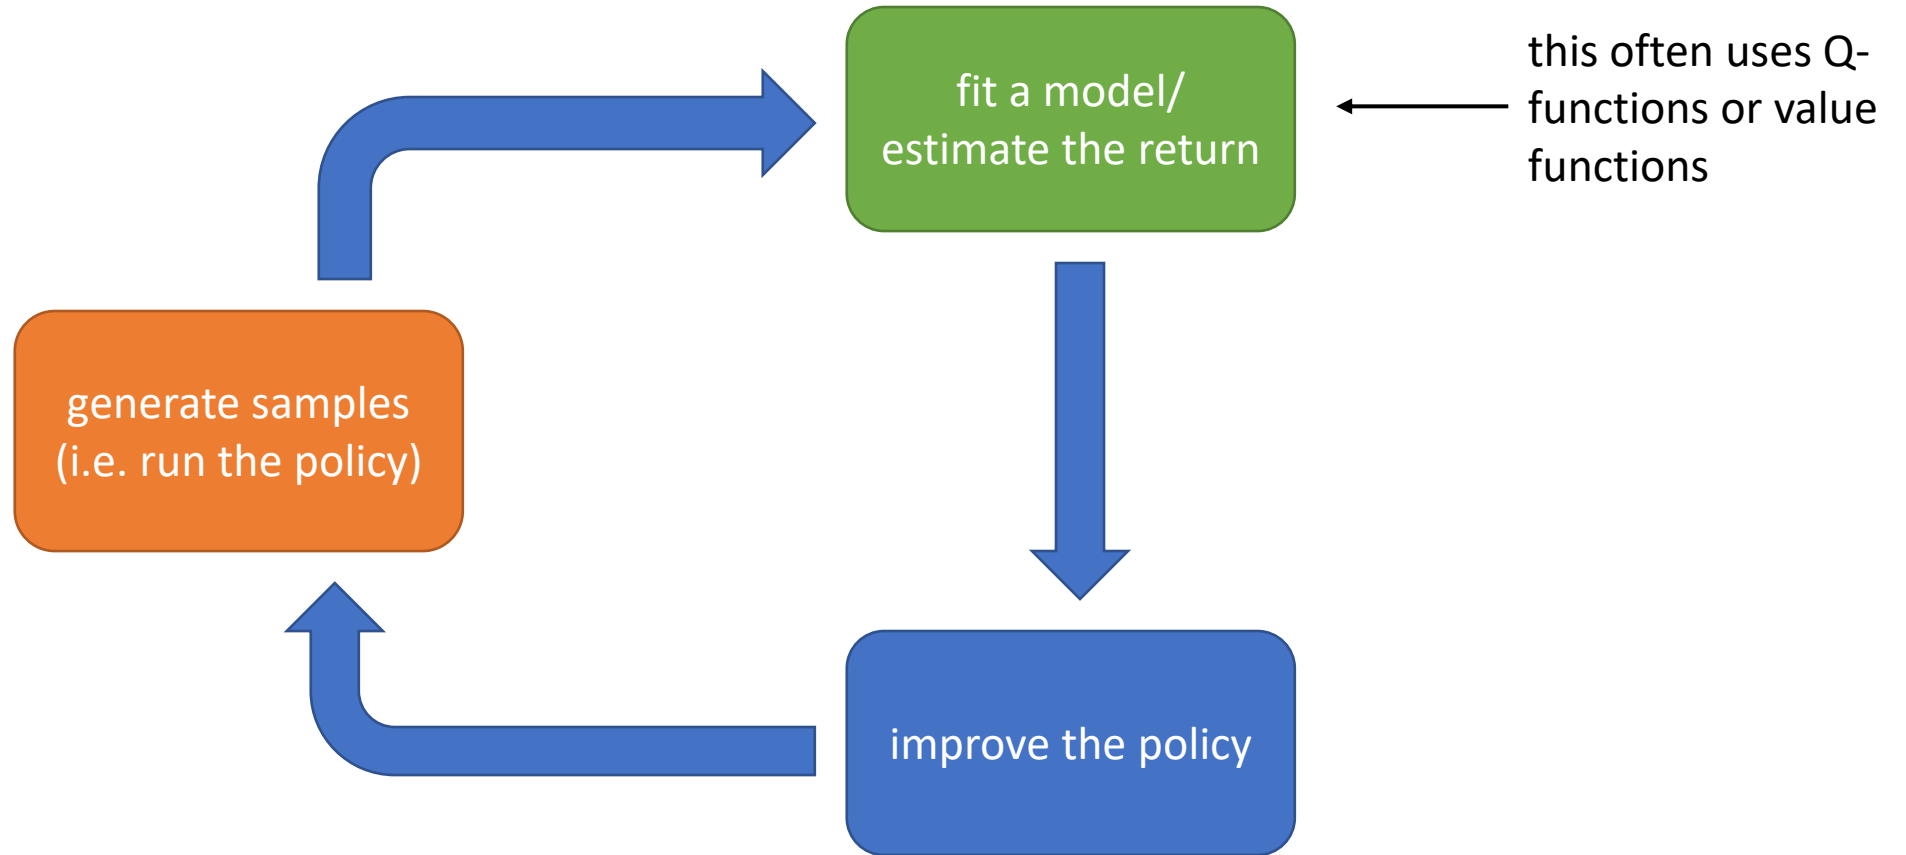 fit a model/
estimate the return
this often uses Q-
functions or value
functions
generate samples
(i.e. run the policy)
improve the policy